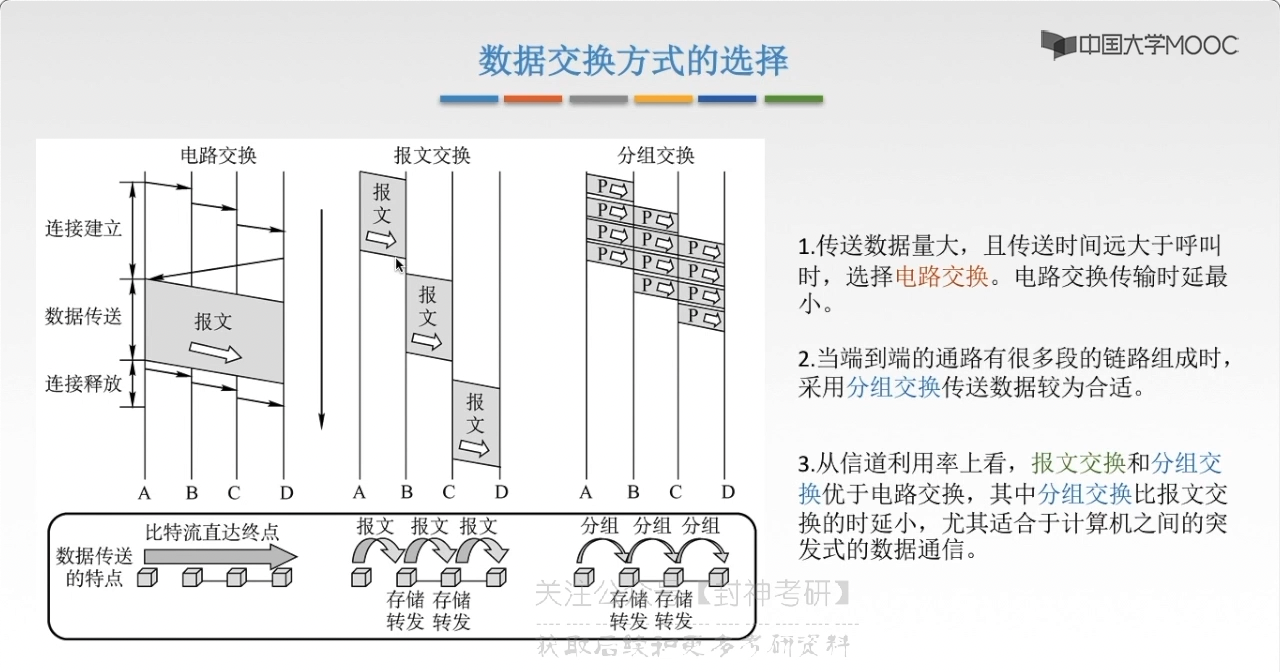 中国大学MOOC
数据交换方式的选择
电路交换
报文交换
分组交换
连接建立
数据传送
连接释放
报文
A B C D
报
文
报
文
报
文
A B C D
P
P
P
P
P
P
P
P
P
P
P
P
A B C D
数据传送
的特点
比特流直达终点
报文 报文 报文
存储 存储
转发 转发
分组 分组 分组
存储 存储
转发 转发
1.传送数据量大，且传送时间远大于呼叫
时，选择电路交换。电路交换传输时延最
小。
2.当端到端的通路有很多段的链路组成时，
采用分组交换传送数据较为合适。
3.从信道利用率上看，报文交换和分组交
换优于电路交换，其中分组交换比报文交
换的时延小，尤其适合于计算机之间的突
发式的数据通信。
关注公众号【封神考研】
获取后续和更多考研资料